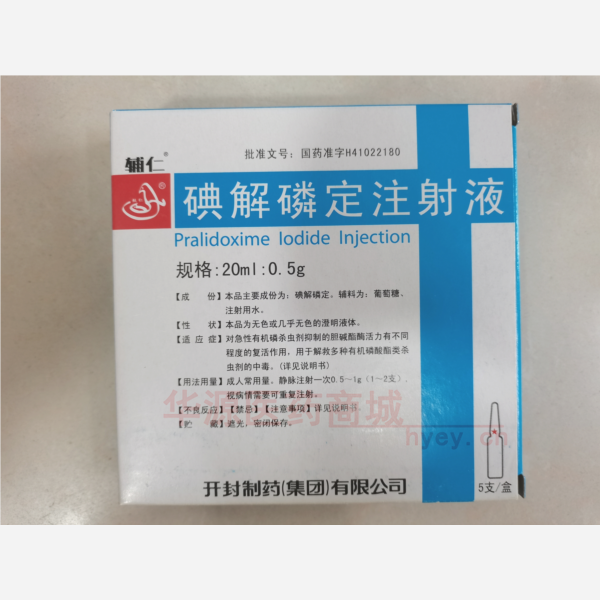 批准文号：国药准字H41022180
辅仁®
碘解磷定注射液
Pralidoxime Iodide Injection
规格:20ml:0.5g
【成　份】本品主要成份为：碘解磷定。辅料为：葡萄糖、
注射用水。
【性　状】本品为无色或几乎无色的澄明液体。
【适 应 症】对急性有机磷杀虫剂抑制的胆碱酯酶活力有不同
程度的复活作用，用于解救多种有机磷酸酯类杀
虫剂的中毒。(详见说明书)
【用法用量】成人常用量，静脉注射一次0.5～1g（1～2支），
视病情需要可重复注射。
【不良反应】【禁忌】【注意事项】详见说明书
【贮　藏】遮光，密闭保存。
华源医药商城
hyey.cn
开封制药(集团)有限公司
5支/盒